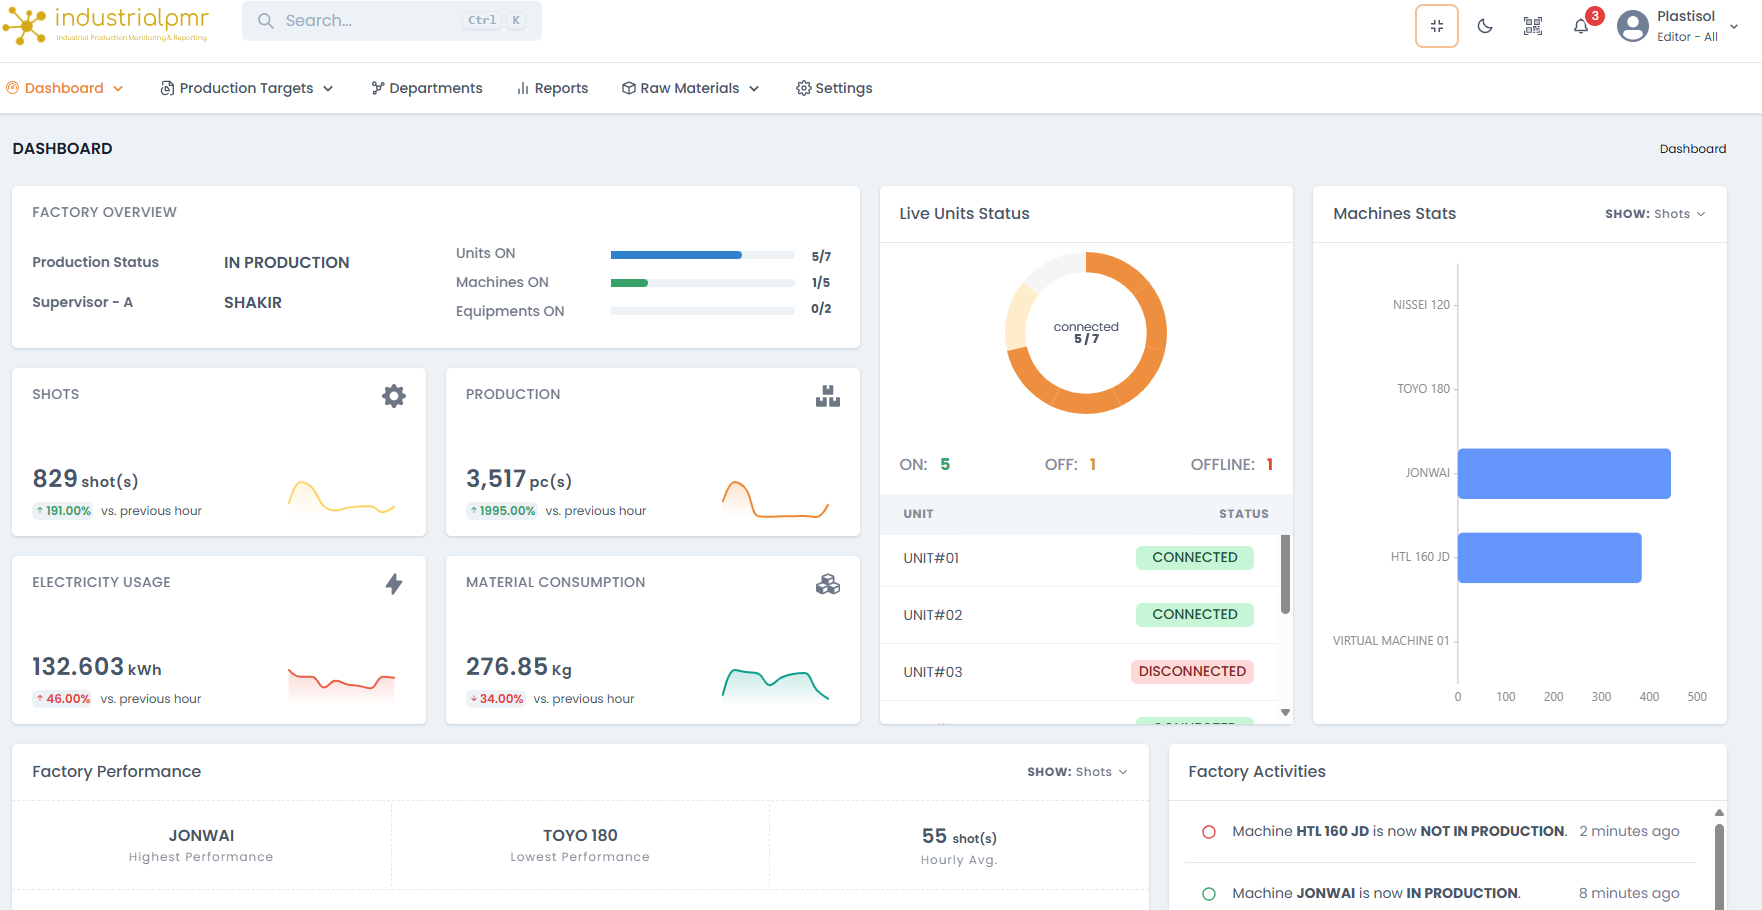 industrialpmr
Industrial Production Monitoring & Reporting
Search...
Ctrl K
3
Plastisol
Editor - All
Dashboard
Production Targets
Departments
Reports
Raw Materials
Settings
DASHBOARD
Dashboard
FACTORY OVERVIEW
Production Status IN PRODUCTION
Supervisor - A SHAKIR
Units ON 5/7
Machines ON 1/5
Equipments ON 0/2
SHOTS
829 shot(s)
↑ 191.00% vs. previous hour
PRODUCTION
3,517 pc(s)
↑ 1995.00% vs. previous hour
ELECTRICITY USAGE
132.603 kWh
↑ 46.00% vs. previous hour
MATERIAL CONSUMPTION
276.85 Kg
↓ 34.00% vs. previous hour
Live Units Status
connected
5 / 7
ON: 5 OFF: 1 OFFLINE: 1
UNIT STATUS
UNIT#01 CONNECTED
UNIT#02 CONNECTED
UNIT#03 DISCONNECTED
Machines Stats
SHOW: Shots
NISSEI 120
TOYO 180
JONWAI
HTL 160 JD
VIRTUAL MACHINE 01
0 100 200 300 400 500
Factory Performance
SHOW: Shots
JONWAI
Highest Performance
TOYO 180
Lowest Performance
55 shot(s)
Hourly Avg.
Factory Activities
Machine HTL 160 JD is now NOT IN PRODUCTION. 2 minutes ago
Machine JONWAI is now IN PRODUCTION. 8 minutes ago